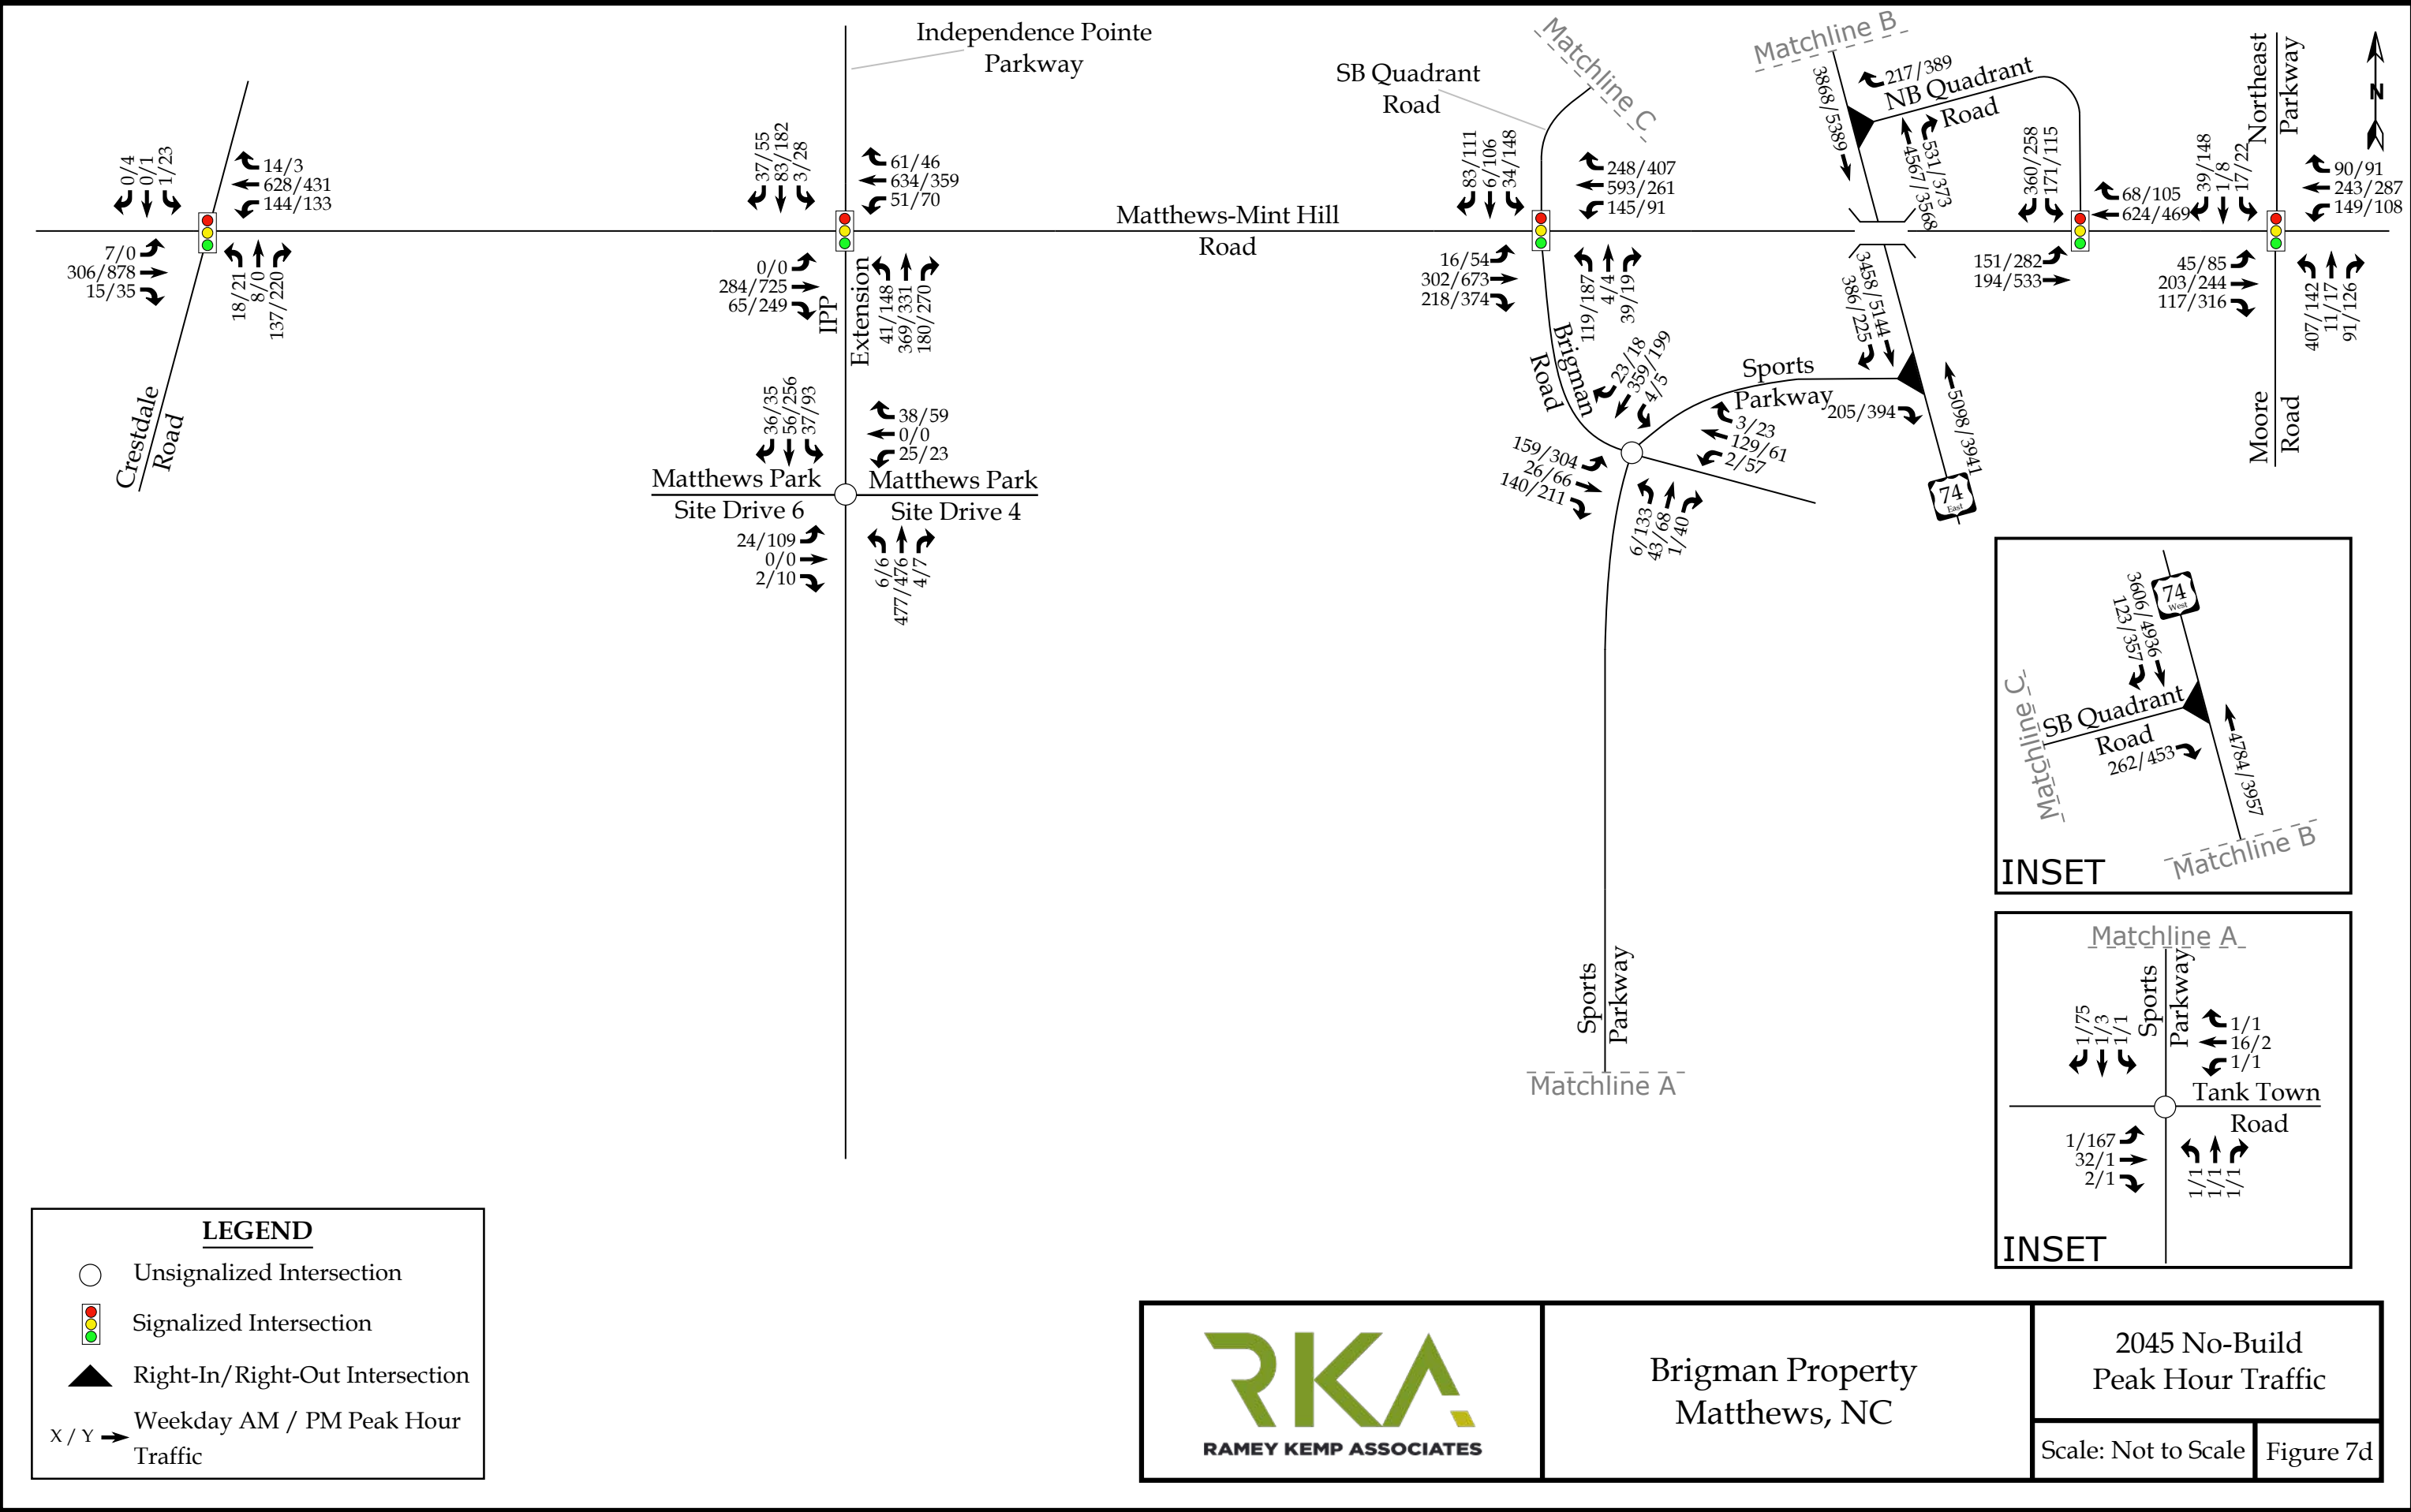 Independence Pointe
Parkway
SB Quadrant
Road
Matchline C
Matchline B
3868/5389
217/389
NB Quadrant
Road
4567/3568
531/373
Northeast
Parkway
N
0/4
0/1
1/23
14/3
628/431
144/133
7/0
306/878
15/35
18/21
8/0
137/220
Crestdale
Road
37/55
83/182
3/28
61/46
634/359
51/70
0/0
284/725
65/249
IPP
Extension
41/148
369/331
180/270
Matthews-Mint Hill
Road
83/111
6/106
34/148
248/407
593/261
145/91
16/54
302/673
218/374
119/187
4/4
39/19
Brigman
Road
360/258
171/115
68/105
624/469
151/282
194/533
39/148
1/8
17/22
90/91
243/287
149/108
45/85
203/244
117/316
407/142
11/17
91/126
Moore
Road
3458/5144
386/225
Sports
Parkway
205/394
5098/3941
74
East
23/18
359/199
4/5
3/23
129/61
2/57
159/304
26/66
140/211
6/133
43/68
1/40
36/35
56/256
37/93
38/59
0/0
25/23
Matthews Park
Site Drive 6
Matthews Park
Site Drive 4
24/109
0/0
2/10
6/6
477/476
4/7
Sports
Parkway
Matchline A
74
West
3606/4936
123/357
Matchline C
SB Quadrant
Road
262/453
4784/3957
Matchline B
INSET
Matchline A
Sports
Parkway
1/75
1/3
1/1
1/1
16/2
1/1
Tank Town
Road
1/167
32/1
2/1
1/1
1/1
1/1
INSET
LEGEND
Unsignalized Intersection
Signalized Intersection
Right-In/Right-Out Intersection
X / Y
Weekday AM / PM Peak Hour
Traffic
RKA
RAMEY KEMP ASSOCIATES
Brigman Property
Matthews, NC
2045 No-Build
Peak Hour Traffic
Scale: Not to Scale
Figure 7d